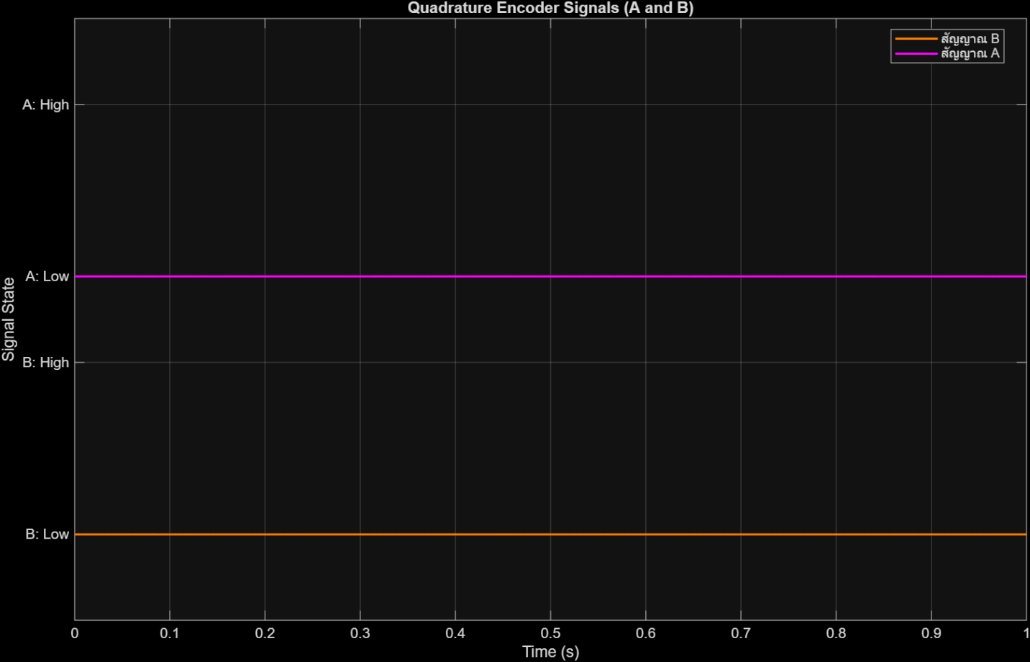 Quadrature Encoder Signals (A and B)
สัญญาณ B
สัญญาณ A
A: High
A: Low
B: High
B: Low
Signal State
0 0.1 0.2 0.3 0.4 0.5 0.6 0.7 0.8 0.9 1
Time (s)